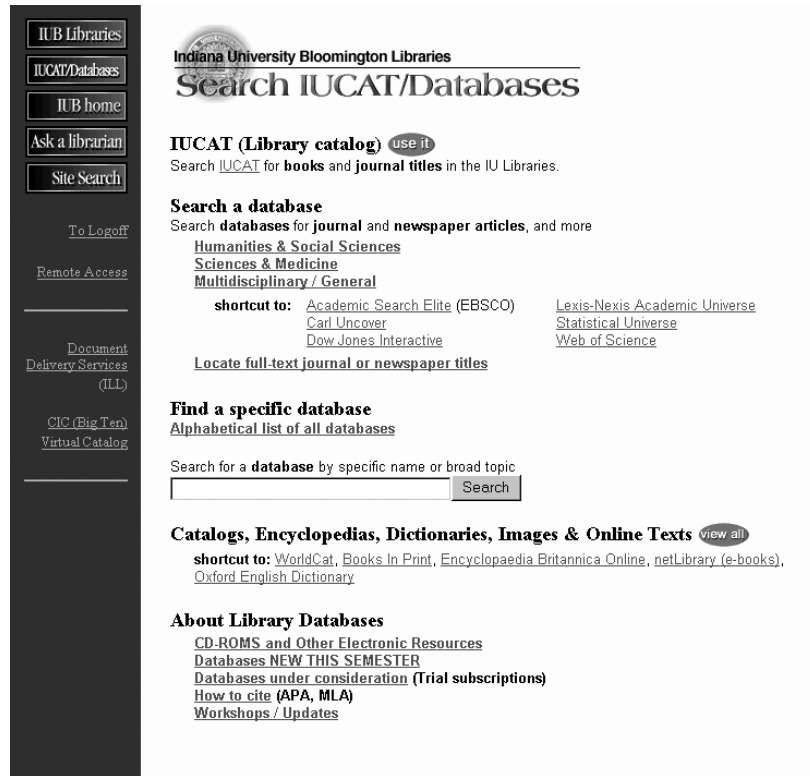 IUB Libraries
IUCAT/Databases
IUB home
Ask a librarian
Site Search
To Logoff
Remote Access
Document
Delivery Services
(ILL)
CIC (Big Ten)
Virtual Catalog
Indiana University Bloomington Libraries
Search IUCAT/Databases
IUCAT (Library catalog) use it
Search IUCAT for books and journal titles in the IU Libraries.
Search a database
Search databases for journal and newspaper articles, and more
Humanities & Social Sciences
Sciences & Medicine
Multidisciplinary / General
shortcut to: Academic Search Elite (EBSCO) Lexis-Nexis Academic Universe
Carl Uncover Statistical Universe
Dow Jones Interactive Web of Science
Locate full-text journal or newspaper titles
Find a specific database
Alphabetical list of all databases
Search for a database by specific name or broad topic
Search
Catalogs, Encyclopedias, Dictionaries, Images & Online Texts view all
shortcut to: WorldCat, Books In Print, Encyclopaedia Britannica Online, netLibrary (e-books),
Oxford English Dictionary
About Library Databases
CD-ROMS and Other Electronic Resources
Databases NEW THIS SEMESTER
Databases under consideration (Trial subscriptions)
How to cite (APA, MLA)
Workshops / Updates